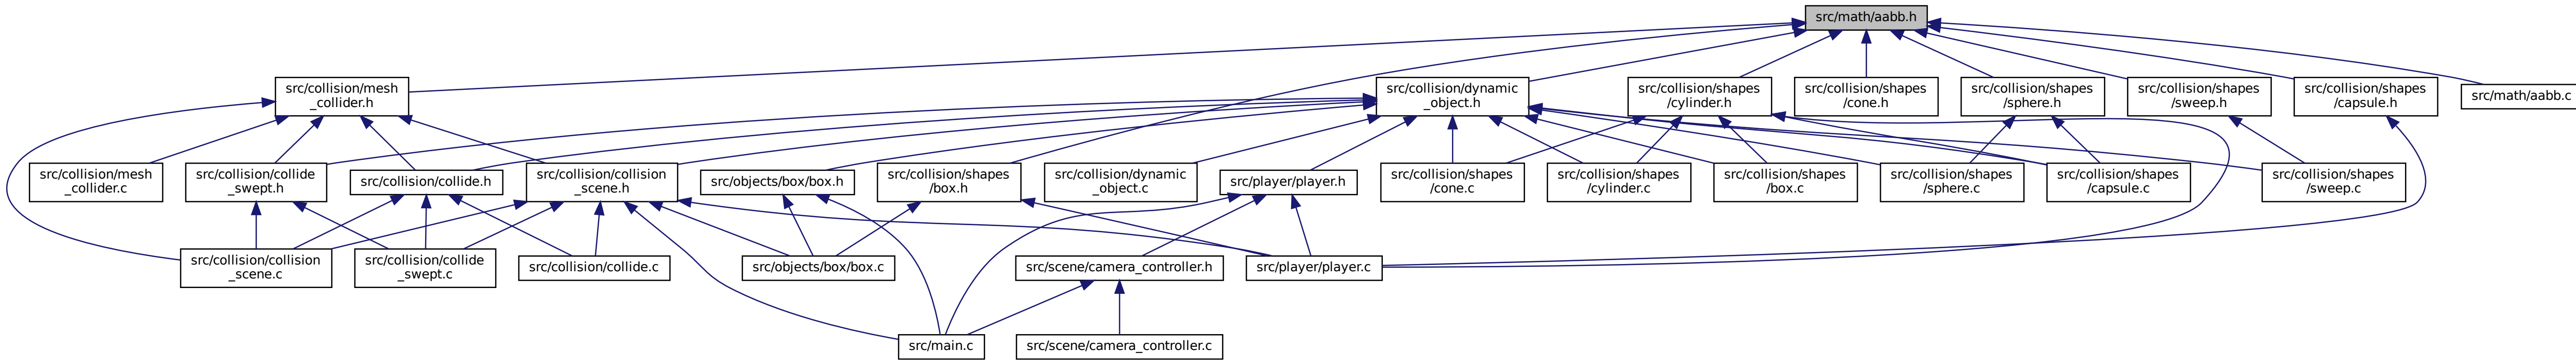 src/math/aabb.h
src/collision/mesh
_collider.h
src/collision/dynamic
_object.h
src/collision/shapes
/cylinder.h
src/collision/shapes
/cone.h
src/collision/shapes
/sphere.h
src/collision/shapes
/sweep.h
src/collision/shapes
/capsule.h
src/math/aabb.c
src/collision/mesh
_collider.c
src/collision/collide
_swept.h
src/collision/collide.h
src/collision/collision
_scene.h
src/objects/box/box.h
src/collision/shapes
/box.h
src/collision/dynamic
_object.c
src/player/player.h
src/collision/shapes
/cone.c
src/collision/shapes
/cylinder.c
src/collision/shapes
/box.c
src/collision/shapes
/sphere.c
src/collision/shapes
/capsule.c
src/collision/shapes
/sweep.c
src/collision/collision
_scene.c
src/collision/collide
_swept.c
src/collision/collide.c
src/objects/box/box.c
src/scene/camera_controller.h
src/player/player.c
src/main.c
src/scene/camera_controller.c